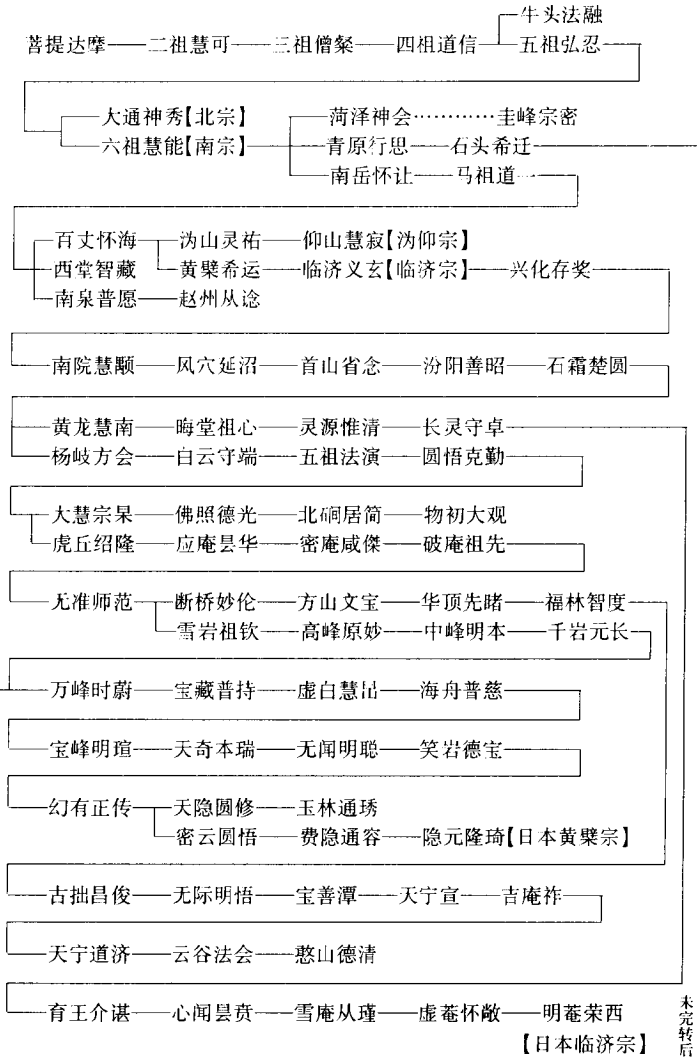 牛头法融
菩提达摩 二祖慧可 三祖僧粲 四祖道信 五祖弘忍
大通神秀【北宗】 菏泽神会…………圭峰宗密
六祖慧能【南宗】 青原行思 石头希迁
南岳怀让 马祖道一
百丈怀海 沩山灵祐 仰山慧寂【沩仰宗】
西堂智藏 黄檗希运 临济义玄【临济宗】 兴化存奖
南泉普愿 赵州从谂
南院慧颙 风穴延沼 首山省念 汾阳善昭 石霜楚圆
黄龙慧南 晦堂祖心 灵源惟清 长灵守卓
杨岐方会 白云守端 五祖法演 圆悟克勤
大慧宗杲 佛照德光 北磵居简 物初大观
虎丘绍隆 应庵昙华 密庵咸傑 破庵祖先
无准师范 断桥妙伦 方山文宝 华顶先睹 福林智度
雪岩祖钦 高峰原妙 中峰明本 千岩元长
万峰时蔚 宝藏普持 虚白慧旵 海舟普慈
宝峰明瑄 天奇本瑞 无闻明聪 笑岩德宝
幻有正传 天隐圆修 玉林通琇
密云圆悟 费隐通容 隐元隆琦【日本黄檗宗】
古拙昌俊 无际明悟 宝善潭 天宁宣 吉庵祚
天宁道济 云谷法会 憨山德清
育王介谌 心闻昙贲 雪庵从瑾 虚菴怀敞 明菴荣西
【日本临济宗】
未完转后